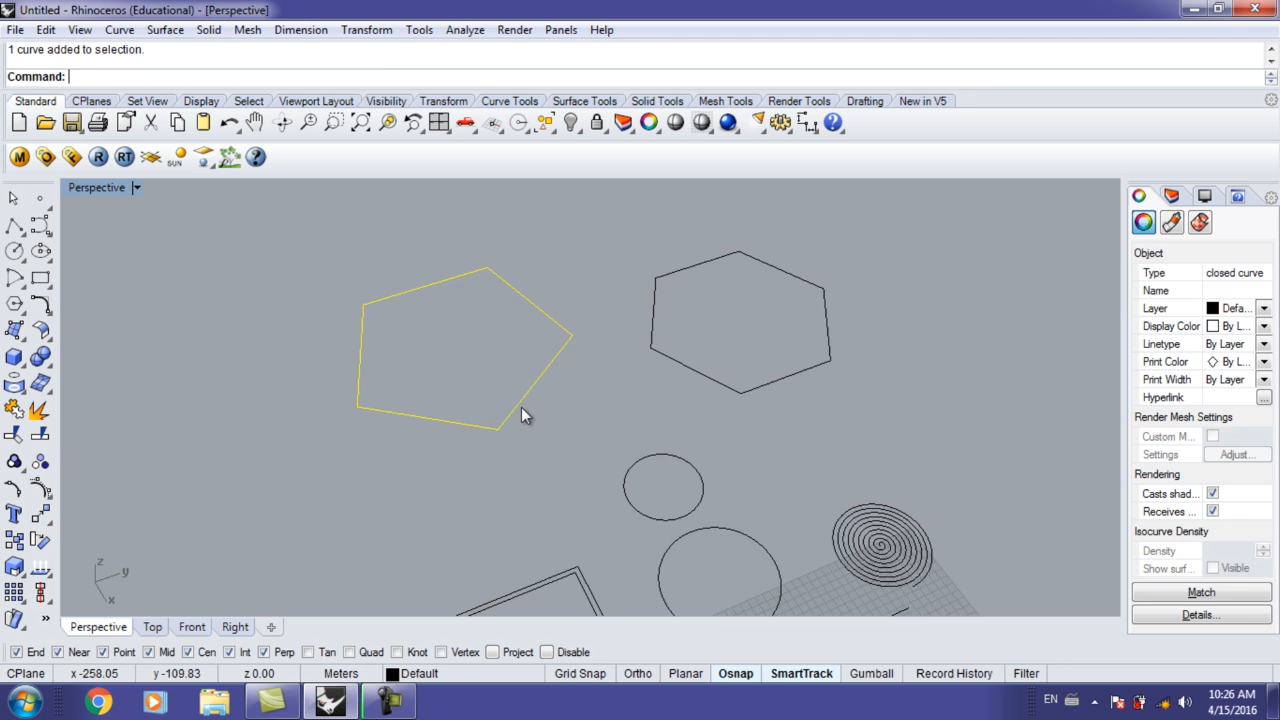 Untitled - Rhinoceros (Educational) - [Perspective]
File Edit View Curve Surface Solid Mesh Dimension Transform Tools Analyze Render Panels Help
1 curve added to selection.
Command:
Standard CPlanes Set View Display Select Viewport Layout Visibility Transform Curve Tools Surface Tools Solid Tools Mesh Tools Render Tools Drafting New in V5
M R RT SUN
Perspective
Object
Type closed curve
Name
Layer Defa...
Display Color By L...
Linetype By Layer
Print Color By L...
Print Width By Layer
Hyperlink ...
Render Mesh Settings
Custom M...
Settings Adjust...
Rendering
Casts shad...
Receives ...
Isocurve Density
Density
Show surf... Visible
Match
Details...
z
y
x
Perspective Top Front Right
End Near Point Mid Cen Int Perp Tan Quad Knot Vertex Project Disable
CPlane x -258.05 y -109.83 z 0.00 Meters Default Grid Snap Ortho Planar Osnap SmartTrack Gumball Record History Filter
EN 10:26 AM
4/15/2016